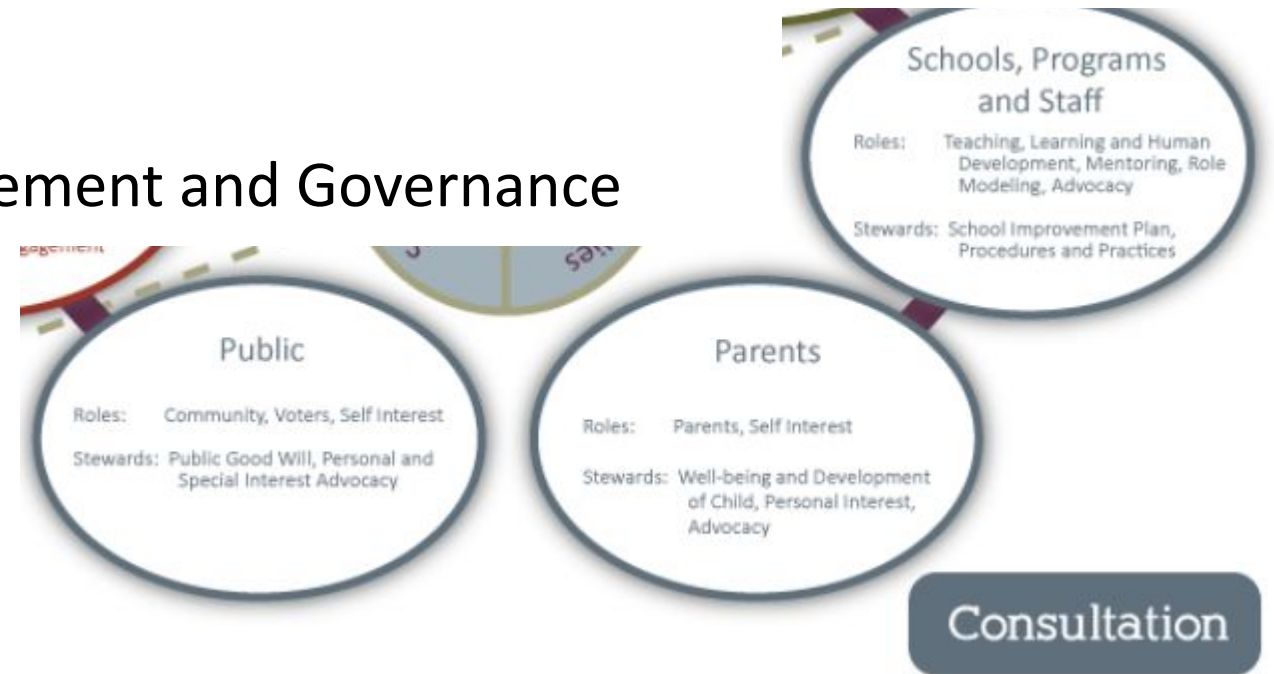 Schools, Programs
and Staff
Roles: Teaching, Learning and Human
Development, Mentoring, Role
Modeling, Advocacy
Stewards: School Improvement Plan,
Procedures and Practices
ement and Governance
Public
Roles: Community, Voters, Self Interest
Stewards: Public Good Will, Personal and
Special Interest Advocacy
Parents
Roles: Parents, Self Interest
Stewards: Well-being and Development
of Child, Personal Interest,
Advocacy
Consultation